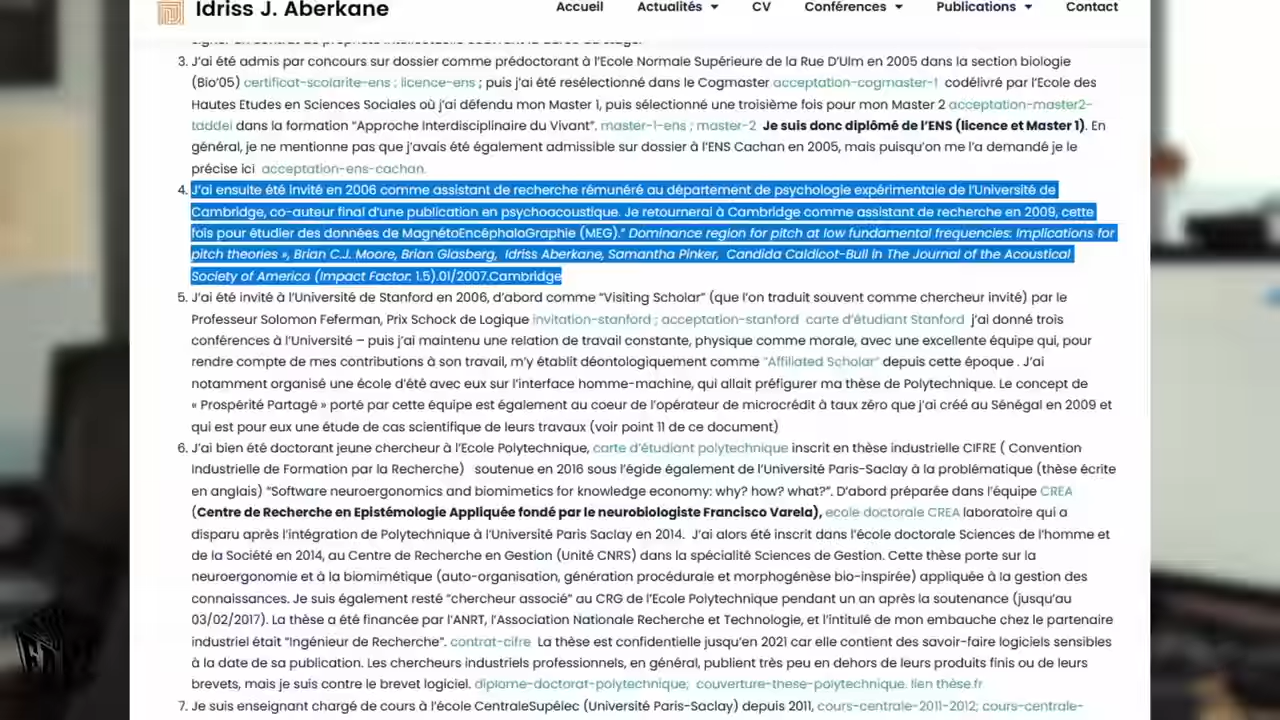 Idriss J. Aberkane
Accueil Actualités CV Conférences Publications Contact
3. J'ai été admis par concours sur dossier comme prédoctorant à l'Ecole Normale Supérieure de la Rue D'Ulm en 2005 dans la section biologie
(Bio'05) certificat-scolarite-ens ; licence-ens ; puis j'ai été resélectionné dans le Cogmaster acceptation-cogmaster-1 codélivré par l'Ecole des
Hautes Etudes en Sciences Sociales où j'ai défendu mon Master 1, puis sélectionné une troisième fois pour mon Master 2 acceptation-master2-
taddei dans la formation "Approche Interdisciplinaire du Vivant". master-1-ens ; master-2 Je suis donc diplômé de l'ENS (licence et Master 1). En
général, je ne mentionne pas que j'avais été également admissible sur dossier à l'ENS Cachan en 2005, mais puisqu'on me l'a demandé je le
précise ici acceptation-ens-cachan.
4. J'ai ensuite été invité en 2006 comme assistant de recherche rémunéré au département de psychologie expérimentale de l'Université de
Cambridge, co-auteur final d'une publication en psychoacoustique. Je retournerai à Cambridge comme assistant de recherche en 2009, cette
fois pour étudier des données de MagnétoEncéphaloGraphie (MEG)." Dominance region for pitch at low fundamental frequencies: Implications for
pitch theories », Brian C.J. Moore, Brian Glasberg, Idriss Aberkane, Samantha Pinker, Candida Caldicot-Bull in The Journal of the Acoustical
Society of America (Impact Factor: 1.5).01/2007.Cambridge
5. J'ai été invité à l'Université de Stanford en 2006, d'abord comme "Visiting Scholar" (que l'on traduit souvent comme chercheur invité) par le
Professeur Solomon Feferman, Prix Schock de Logique invitation-stanford ; acceptation-stanford carte d'étudiant Stanford j'ai donné trois
conférences à l'Université – puis j'ai maintenu une relation de travail constante, physique comme morale, avec une excellente équipe qui, pour
rendre compte de mes contributions à son travail, m'y établît déontologiquement comme "Affiliated Scholar" depuis cette époque . J'ai
notamment organisé une école d'été avec eux sur l'interface homme-machine, qui allait préfigurer ma thèse de Polytechnique. Le concept de
« Prospérité Partagé » porté par cette équipe est également au coeur de l'opérateur de microcrédit à taux zéro que j'ai créé au Sénégal en 2009 et
qui est pour eux une étude de cas scientifique de leurs travaux (voir point 11 de ce document)
6. J'ai bien été doctorant jeune chercheur à l'Ecole Polytechnique, carte d'étudiant polytechnique inscrit en thèse industrielle CIFRE ( Convention
Industrielle de Formation par la Recherche) soutenue en 2016 sous l'égide également de l'Université Paris-Saclay à la problématique (thèse écrite
en anglais) "Software neuroergonomics and biomimetics for knowledge economy: why? how? what?". D'abord préparée dans l'équipe CREA
(Centre de Recherche en Epistémologie Appliquée fondé par le neurobiologiste Francisco Varela), ecole doctorale CREA laboratoire qui a
disparu après l'intégration de Polytechnique à l'Université Paris Saclay en 2014. J'ai alors été inscrit dans l'école doctorale Sciences de l'homme et
de la Société en 2014, au Centre de Recherche en Gestion (Unité CNRS) dans la spécialité Sciences de Gestion. Cette thèse porte sur la
neuroergonomie et à la biomimétique (auto-organisation, génération procédurale et morphogénèse bio-inspirée) appliquée à la gestion des
connaissances. Je suis également resté "chercheur associé" au CRG de l'Ecole Polytechnique pendant un an après la soutenance (jusqu'au
03/02/2017). La thèse a été financée par l'ANRT, l'Association Nationale Recherche et Technologie, et l'intitulé de mon embauche chez le partenaire
industriel était "Ingénieur de Recherche". contrat-cifre La thèse est confidentielle jusqu'en 2021 car elle contient des savoir-faire logiciels sensibles
à la date de sa publication. Les chercheurs industriels professionnels, en général, publient très peu en dehors de leurs produits finis ou de leurs
brevets, mais je suis contre le brevet logiciel. diplome-doctorat-polytechnique; couverture-these-polytechnique. lien thèse.fr
7. Je suis enseignant chargé de cours à l'école CentraleSupélec (Université Paris-Saclay) depuis 2011, cours-centrale-2011-2012; cours-centrale-